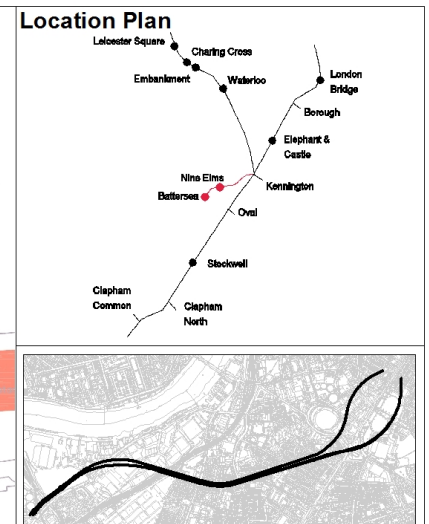 Location Plan
Leicester Square
Charing Cross
Embankment
Waterloo
London
Bridge
Borough
Elephant &
Castle
Nine Elms
Kennington
Battersea
Oval
Stockwell
Clapham
Common
Clapham
North